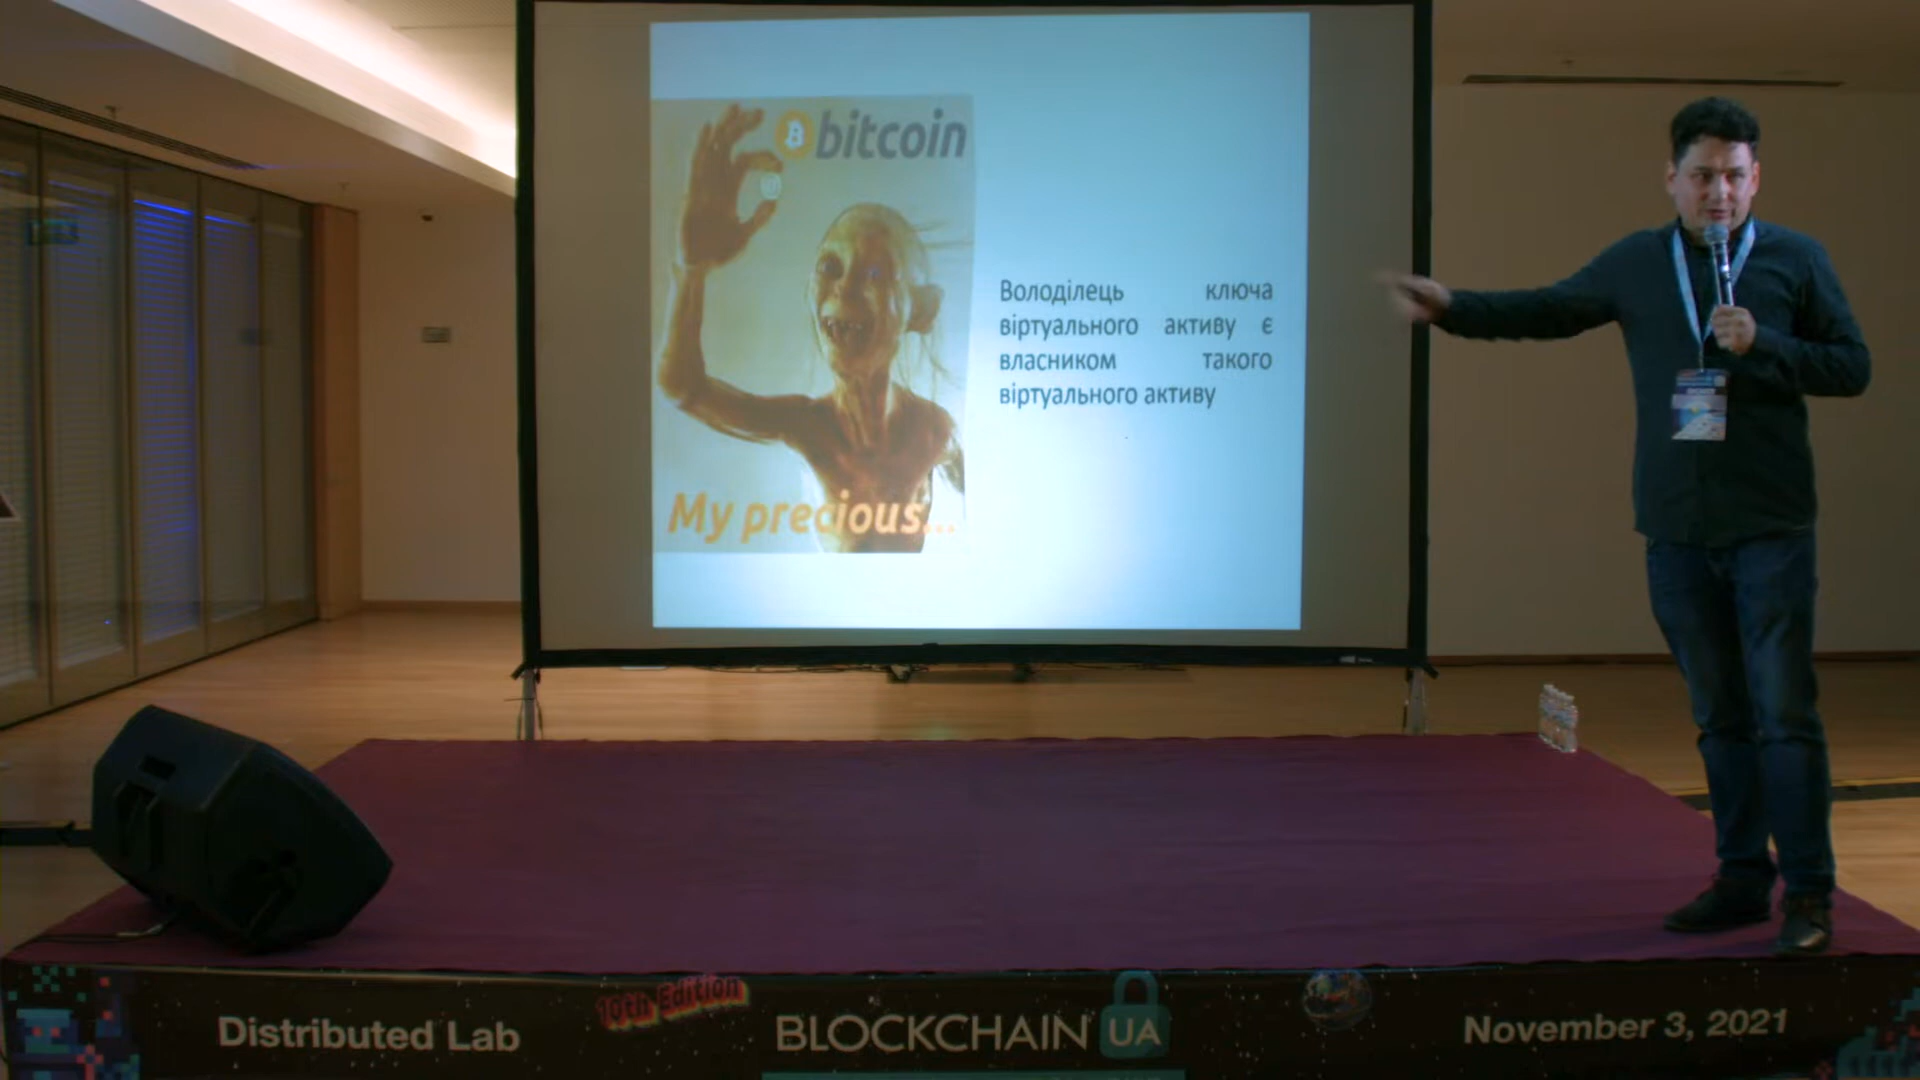 bitcoin
My precious...
Володілець ключа
віртуального активу є
власником такого
віртуального активу
10th Edition
Distributed Lab
BLOCKCHAIN UA
November 3, 2021